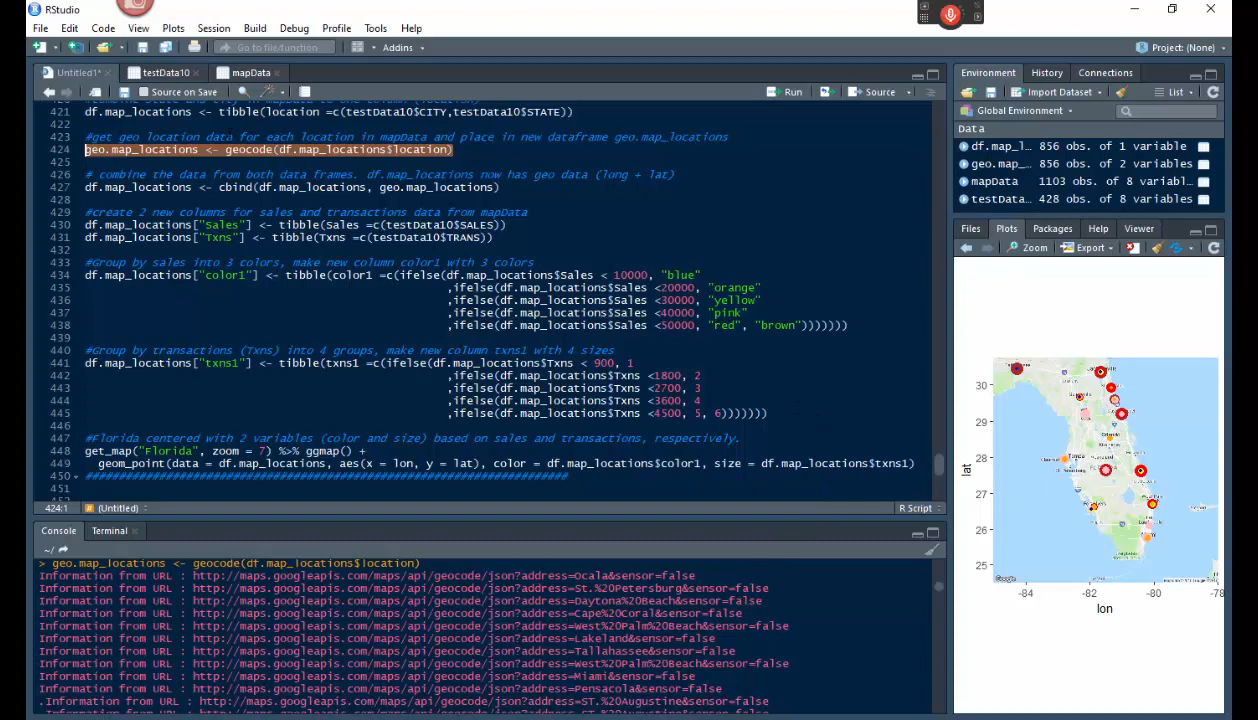 RStudio
File Edit Code View Plots Session Build Debug Profile Tools Help
Go to file/function Addins Project: (None)
Untitled1* testData10 mapData
Source on Save Run Source
421 df.map_locations <- tibble(location =c(testData10$CITY,testData10$STATE))
422
423 #get geo location data for each location in mapData and place in new dataframe geo.map_locations
424 geo.map_locations <- geocode(df.map_locations$location)
425
426 # combine the data from both data frames. df.map_locations now has geo data (long + lat)
427 df.map_locations <- cbind(df.map_locations, geo.map_locations)
428
429 #create 2 new columns for sales and transactions data from mapData
430 df.map_locations["Sales"] <- tibble(Sales =c(testData10$SALES))
431 df.map_locations["Txns"] <- tibble(Txns =c(testData10$TRANS))
432
433 #Group by sales into 3 colors, make new column color1 with 3 colors
434 df.map_locations["color1"] <- tibble(color1 =c(ifelse(df.map_locations$Sales < 10000, "blue"
435 ,ifelse(df.map_locations$Sales <20000, "orange"
436 ,ifelse(df.map_locations$Sales <30000, "yellow"
437 ,ifelse(df.map_locations$Sales <40000, "pink"
438 ,ifelse(df.map_locations$Sales <50000, "red", "brown")))))))
439
440 #Group by transactions (Txns) into 4 groups, make new column txns1 with 4 sizes
441 df.map_locations["txns1"] <- tibble(txns1 =c(ifelse(df.map_locations$Txns < 900, 1
442 ,ifelse(df.map_locations$Txns <1800, 2
443 ,ifelse(df.map_locations$Txns <2700, 3
444 ,ifelse(df.map_locations$Txns <3600, 4
445 ,ifelse(df.map_locations$Txns <4500, 5, 6)))))))
446
447 #Florida centered with 2 variables (color and size) based on sales and transactions, respectively.
448 get_map("Florida", zoom = 7) %>% ggmap() +
449 geom_point(data = df.map_locations, aes(x = lon, y = lat), color = df.map_locations$color1, size = df.map_locations$txns1)
450 ################################################################
451
424:1 (Untitled) R Script
Console Terminal
~/
> geo.map_locations <- geocode(df.map_locations$location)
Information from URL : http://maps.googleapis.com/maps/api/geocode/json?address=Ocala&sensor=false
Information from URL : http://maps.googleapis.com/maps/api/geocode/json?address=St.%20Petersburg&sensor=false
Information from URL : http://maps.googleapis.com/maps/api/geocode/json?address=Daytona%20Beach&sensor=false
Information from URL : http://maps.googleapis.com/maps/api/geocode/json?address=Cape%20Coral&sensor=false
Information from URL : http://maps.googleapis.com/maps/api/geocode/json?address=West%20Palm%20Beach&sensor=false
Information from URL : http://maps.googleapis.com/maps/api/geocode/json?address=Lakeland&sensor=false
Information from URL : http://maps.googleapis.com/maps/api/geocode/json?address=Tallahassee&sensor=false
Information from URL : http://maps.googleapis.com/maps/api/geocode/json?address=West%20Palm%20Beach&sensor=false
Information from URL : http://maps.googleapis.com/maps/api/geocode/json?address=Miami&sensor=false
Information from URL : http://maps.googleapis.com/maps/api/geocode/json?address=Pensacola&sensor=false
.Information from URL : http://maps.googleapis.com/maps/api/geocode/json?address=ST.%20Augustine&sensor=false
Environment History Connections
Import Dataset List
Global Environment
Data
df.map_l… 856 obs. of 1 variable
geo.map_… 856 obs. of 2 variables
mapData 1103 obs. of 8 variabl…
testData… 428 obs. of 8 variables
Files Plots Packages Help Viewer
Zoom Export
30
29
28
27
26
25
lat
-84 -82 -80 -78
lon
Tampa
Orlando
Miami
Google